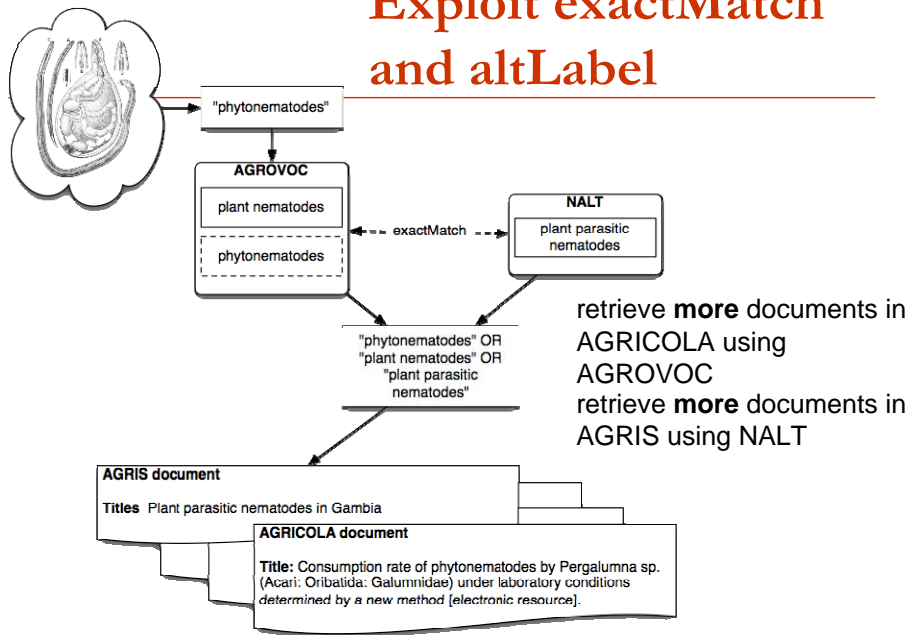 Exploit exactMatch
and altLabel
"phytonematodes"
AGROVOC
plant nematodes
phytonematodes
exactMatch
NALT
plant parasitic
nematodes
"phytonematodes" OR
"plant nematodes" OR
"plant parasitic
nematodes"
retrieve more documents in
AGRICOLA using
AGROVOC
retrieve more documents in
AGRIS using NALT
AGRIS document
Titles Plant parasitic nematodes in Gambia
AGRICOLA document
Title: Consumption rate of phytonematodes by Pergalumna sp.
(Acari: Oribatida: Galumnidae) under laboratory conditions
determined by a new method [electronic resource].